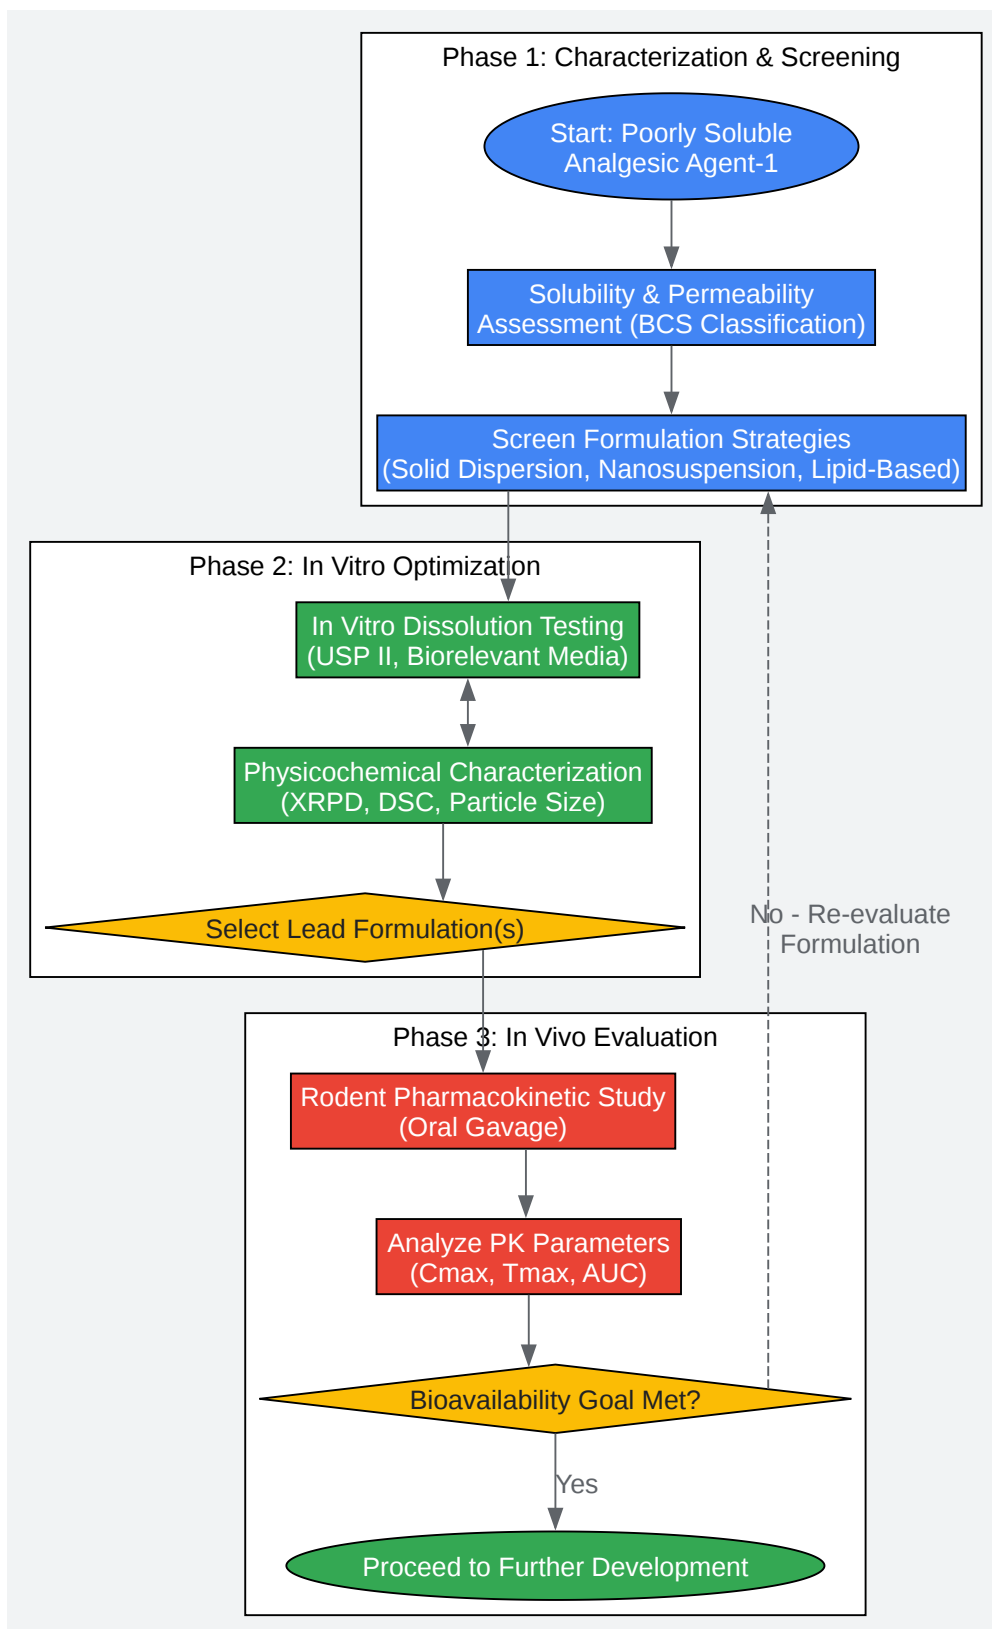 Phase 1: Characterization & Screening
Start: Poorly Soluble
Analgesic Agent-1
Solubility & Permeability
Assessment (BCS Classification)
Screen Formulation Strategies
(Solid Dispersion, Nanosuspension, Lipid-Based)
Phase 2: In Vitro Optimization
In Vitro Dissolution Testing
(USP II, Biorelevant Media)
Physicochemical Characterization
(XRPD, DSC, Particle Size)
Select Lead Formulation(s)
No - Re-evaluate
Formulation
Phase 3: In Vivo Evaluation
Rodent Pharmacokinetic Study
(Oral Gavage)
Analyze PK Parameters
(Cmax, Tmax, AUC)
Bioavailability Goal Met?
Yes
Proceed to Further Development